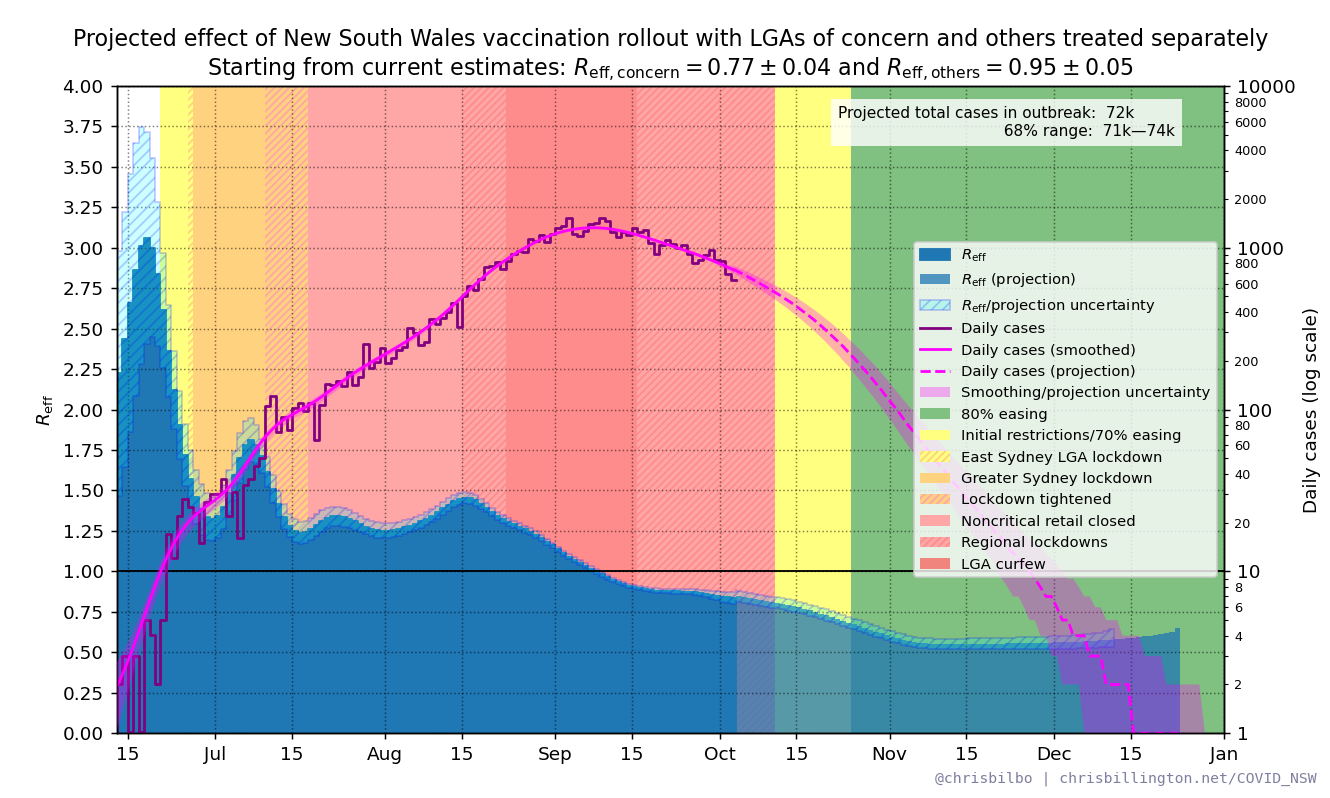 Projected effect of New South Wales vaccination rollout with LGAs of concern and others treated separately
Starting from current estimates: R_eff, concern = 0.77 ± 0.04 and R_eff, others = 0.95 ± 0.05
Projected total cases in outbreak: 72k
68% range: 71k—74k
4.00
3.75
3.50
3.25
3.00
2.75
2.50
2.25
2.00
1.75
1.50
1.25
1.00
0.75
0.50
0.25
0.00
R_eff
10000
8000
6000
4000
2000
1000
800
600
400
200
100
80
60
40
20
10
8
6
4
2
1
Daily cases (log scale)
R_eff
R_eff (projection)
R_eff/projection uncertainty
Daily cases
Daily cases (smoothed)
Daily cases (projection)
Smoothing/projection uncertainty
80% easing
Initial restrictions/70% easing
East Sydney LGA lockdown
Greater Sydney lockdown
Lockdown tightened
Noncritical retail closed
Regional lockdowns
LGA curfew
15 Jul 15 Aug 15 Sep 15 Oct 15 Nov 15 Dec 15 Jan
@chrisbilbo | chrisbillington.net/COVID_NSW